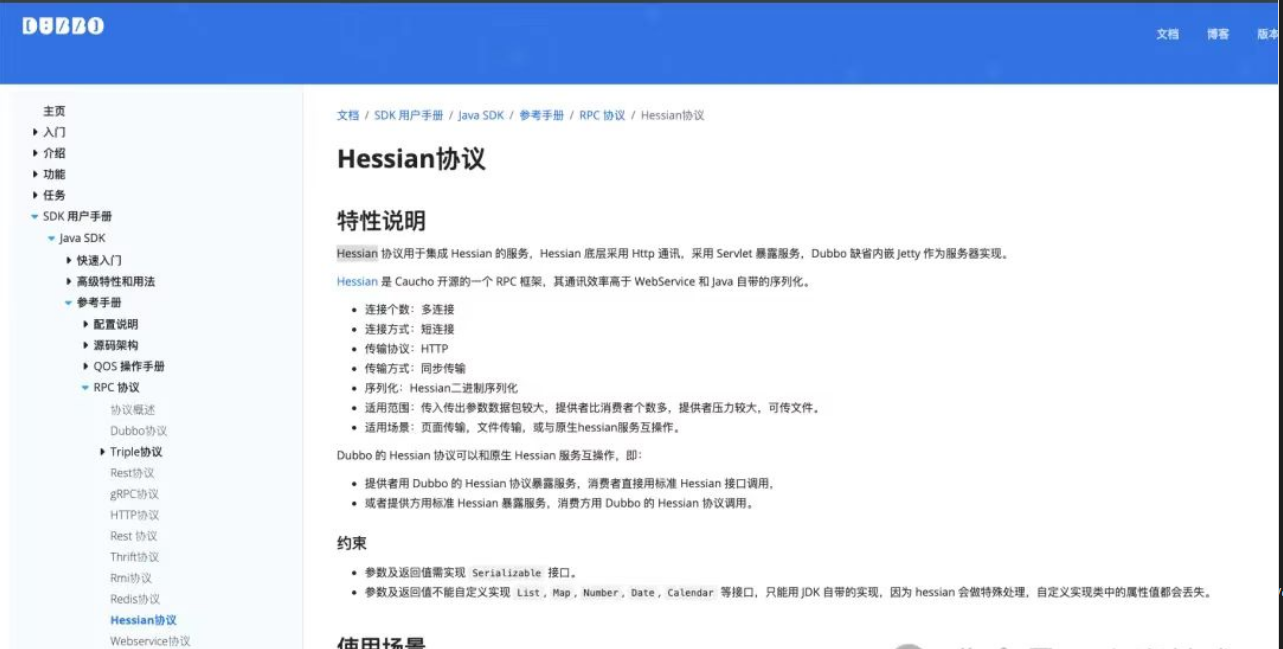 DUBBO
文档 博客 版本
主页
入门
介绍
功能
任务
SDK 用户手册
Java SDK
快速入门
高级特性和用法
参考手册
配置说明
源码架构
QOS 操作手册
RPC 协议
协议概述
Dubbo协议
Triple协议
Rest协议
gRPC协议
HTTP协议
Rest 协议
Thrift协议
Rmi协议
Redis协议
Hessian协议
Webservice协议
文档 / SDK 用户手册 / Java SDK / 参考手册 / RPC 协议 / Hessian协议
Hessian协议
特性说明
Hessian 协议用于集成 Hessian 的服务，Hessian 底层采用 Http 通讯，采用 Servlet 暴露服务，Dubbo 缺省内嵌 Jetty 作为服务器实现。
Hessian 是 Caucho 开源的一个 RPC 框架，其通讯效率高于 WebService 和 Java 自带的序列化。
连接个数：多连接
连接方式：短连接
传输协议：HTTP
传输方式：同步传输
序列化：Hessian二进制序列化
适用范围：传入传出参数数据包较大，提供者比消费者个数多，提供者压力较大，可传文件。
适用场景：页面传输，文件传输，或与原生hessian服务互操作。
Dubbo 的 Hessian 协议可以和原生 Hessian 服务互操作，即：
提供者用 Dubbo 的 Hessian 协议暴露服务，消费者直接用标准 Hessian 接口调用，
或者提供方用标准 Hessian 暴露服务，消费方用 Dubbo 的 Hessian 协议调用。
约束
参数及返回值需实现 Serializable 接口。
参数及返回值不能自定义实现 List, Map, Number, Date, Calendar 等接口，只能用 JDK 自带的实现，因为 hessian 会做特殊处理，自定义实现类中的属性值都会丢失。
使用场景